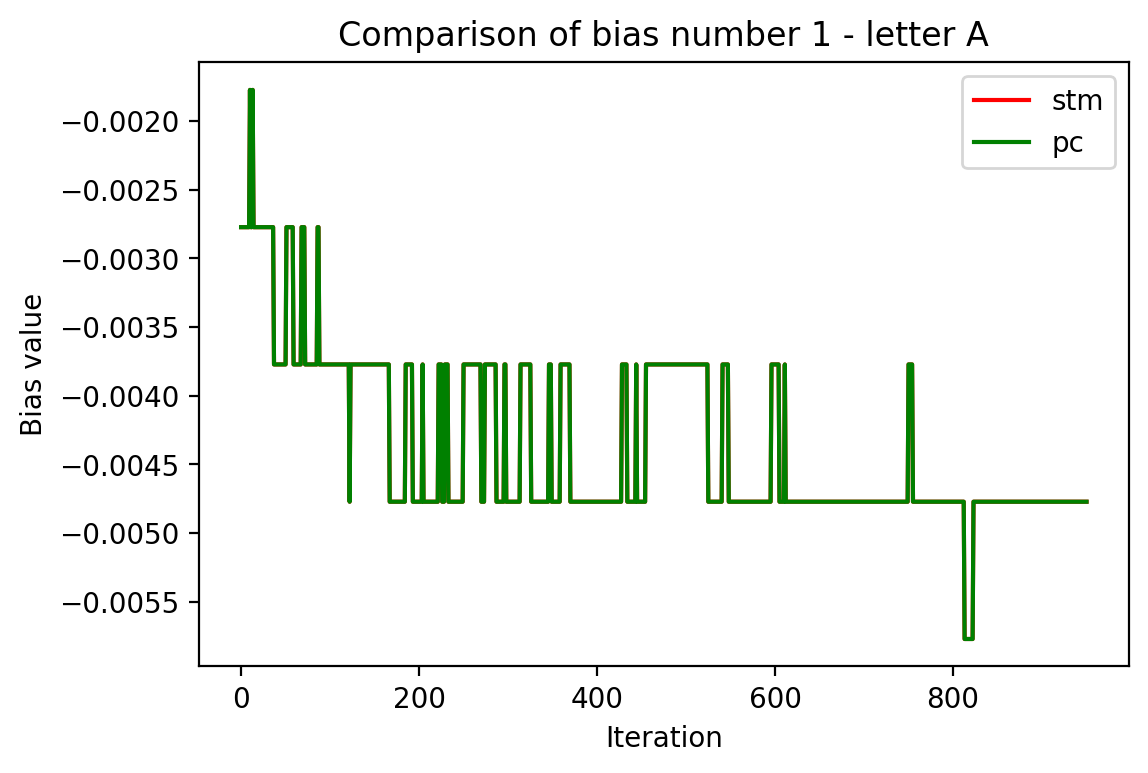 Comparison of bias number 1 - letter A
stm
pc
−0.0020
−0.0025
−0.0030
−0.0035
−0.0040
−0.0045
−0.0050
−0.0055
Bias value
0 200 400 600 800
Iteration